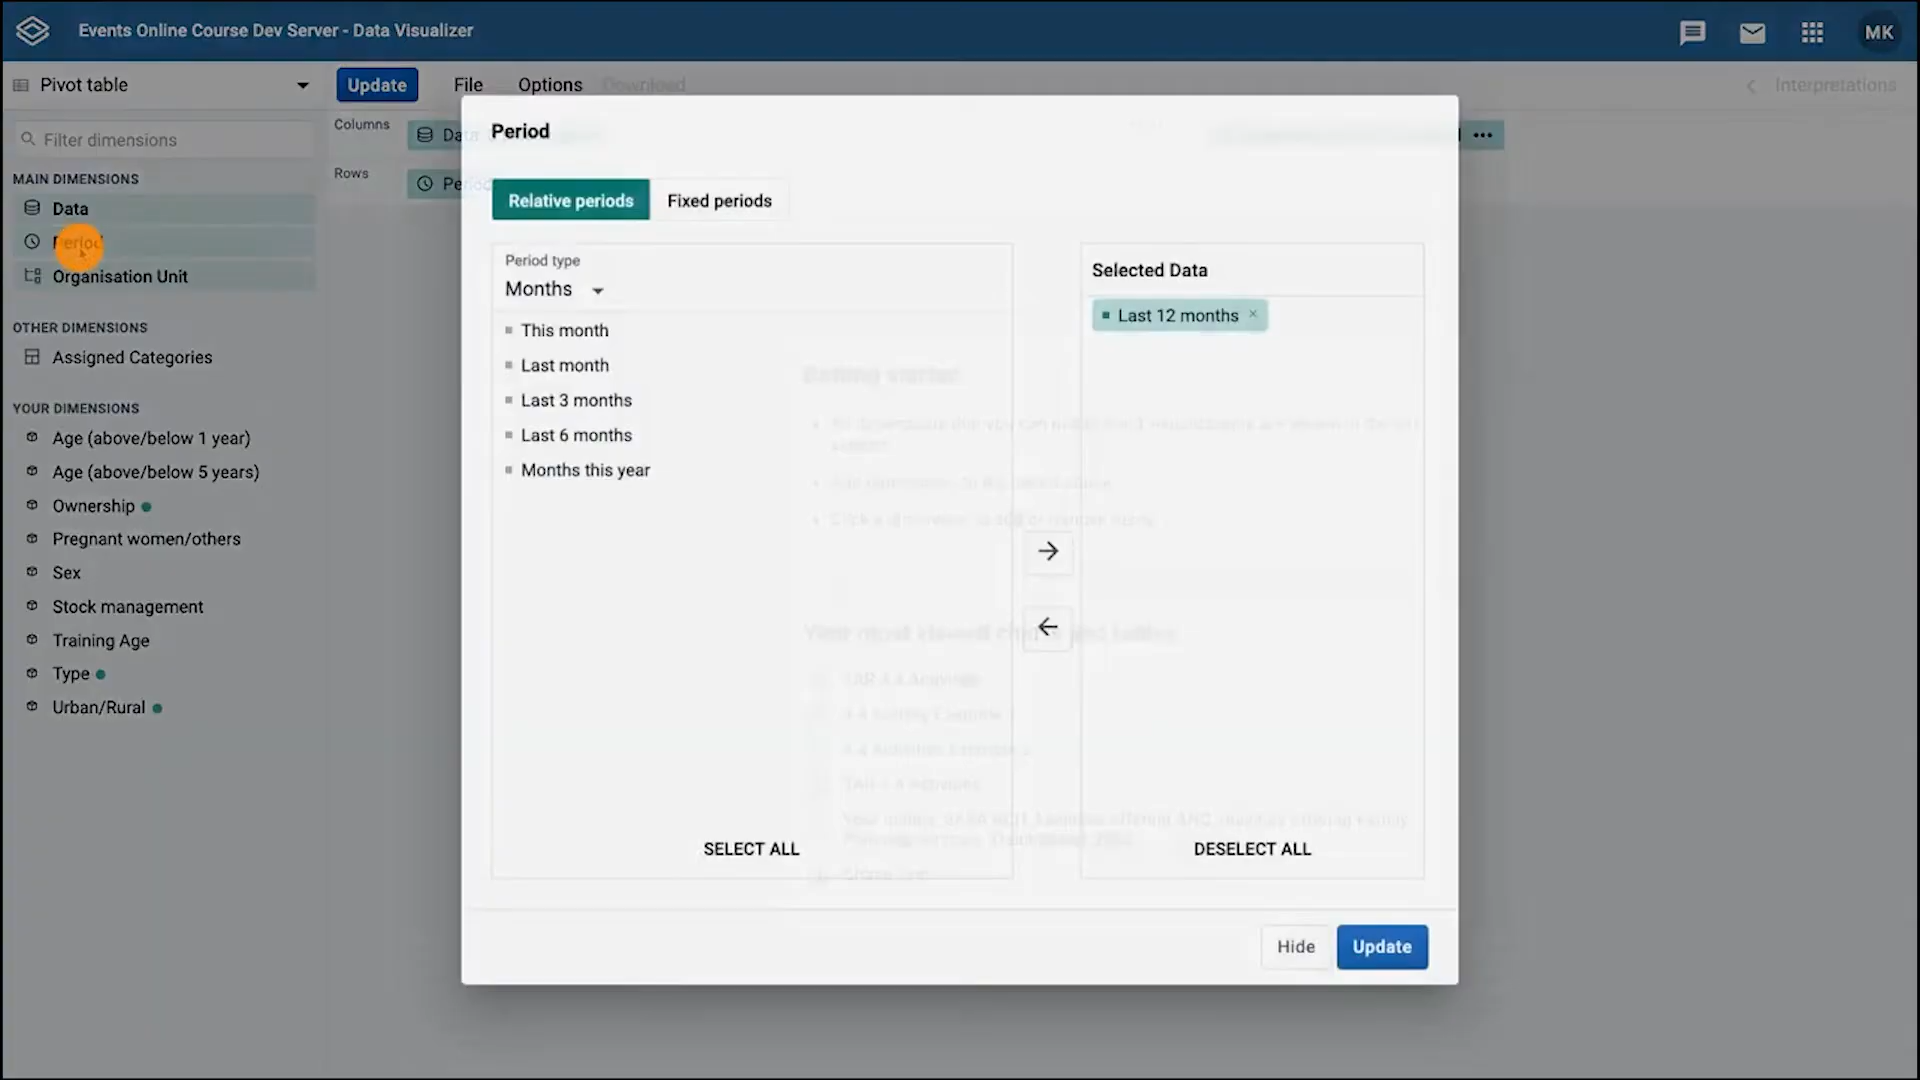 Events Online Course Dev Server - Data Visualizer
MK
Pivot table
Update
File
Options
Download
Interpretations
Filter dimensions
Columns
Rows
MAIN DIMENSIONS
Data
Period
Organisation Unit
OTHER DIMENSIONS
Assigned Categories
YOUR DIMENSIONS
Age (above/below 1 year)
Age (above/below 5 years)
Ownership
Pregnant women/others
Sex
Stock management
Training Age
Type
Urban/Rural
Period
Relative periods
Fixed periods
Period type
Months
This month
Last month
Last 3 months
Last 6 months
Months this year
SELECT ALL
Selected Data
Last 12 months
DESELECT ALL
Hide
Update